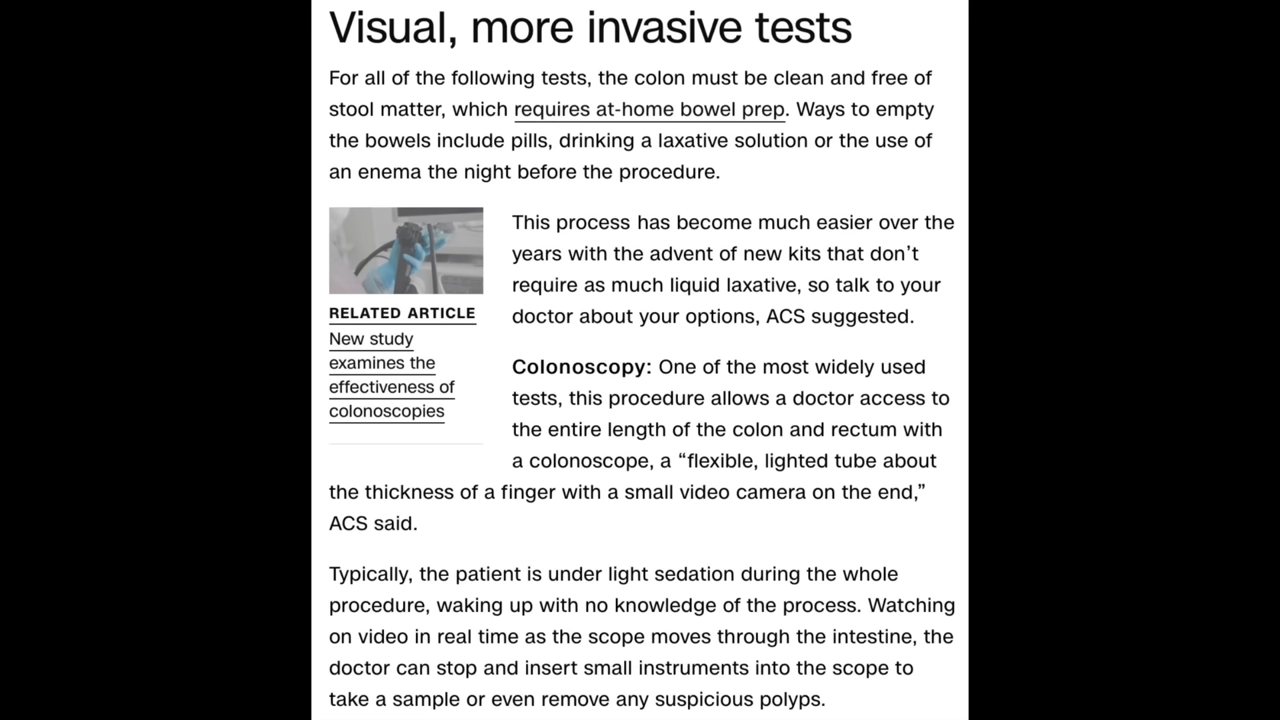 Visual, more invasive tests
For all of the following tests, the colon must be clean and free of
stool matter, which requires at-home bowel prep. Ways to empty
the bowels include pills, drinking a laxative solution or the use of
an enema the night before the procedure.
RELATED ARTICLE
New study
examines the
effectiveness of
colonoscopies
This process has become much easier over the
years with the advent of new kits that don’t
require as much liquid laxative, so talk to your
doctor about your options, ACS suggested.
Colonoscopy: One of the most widely used
tests, this procedure allows a doctor access to
the entire length of the colon and rectum with
a colonoscope, a “flexible, lighted tube about
the thickness of a finger with a small video camera on the end,”
ACS said.
Typically, the patient is under light sedation during the whole
procedure, waking up with no knowledge of the process. Watching
on video in real time as the scope moves through the intestine, the
doctor can stop and insert small instruments into the scope to
take a sample or even remove any suspicious polyps.